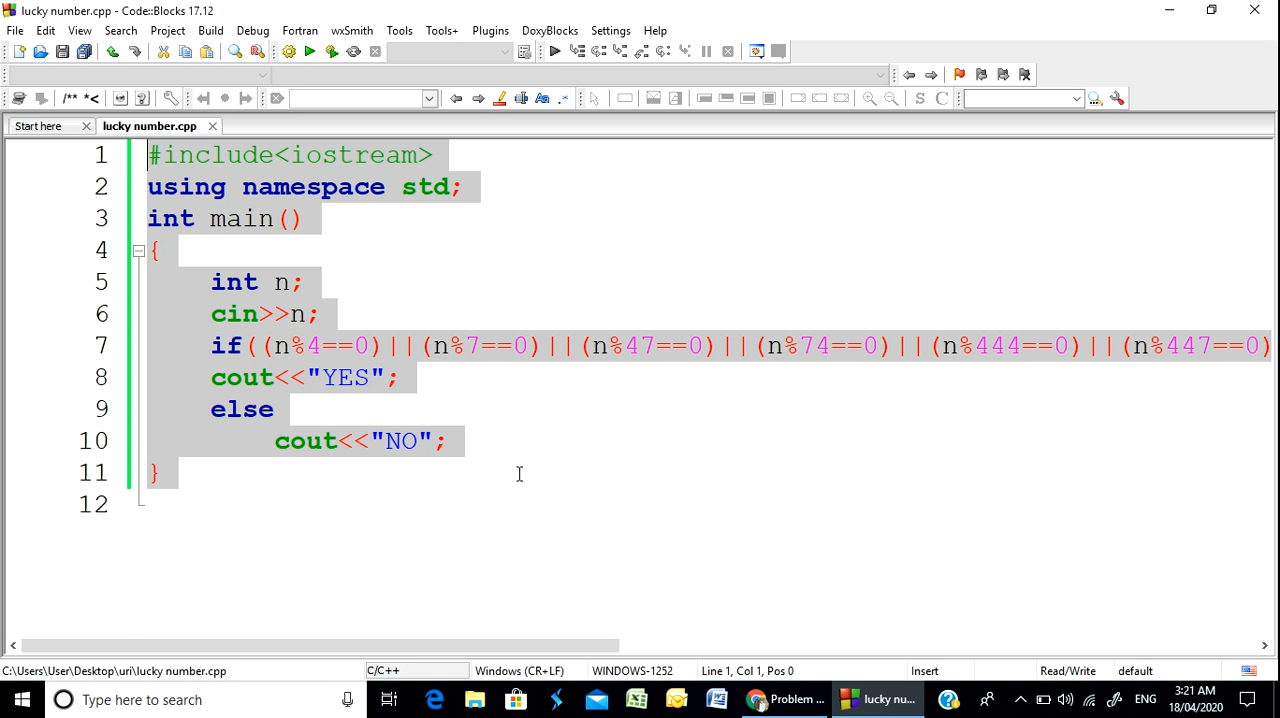 lucky number.cpp - Code::Blocks 17.12
File Edit View Search Project Build Debug Fortran wxSmith Tools Tools+ Plugins DoxyBlocks Settings Help
/** *<
Start here lucky number.cpp
1 #include<iostream>
2 using namespace std;
3 int main()
4 {
5 int n;
6 cin>>n;
7 if((n%4==0)||(n%7==0)||(n%47==0)||(n%74==0)||(n%444==0)||(n%447==0)
8 cout<<"YES";
9 else
10 cout<<"NO";
11 }
12
C:\Users\User\Desktop\uri\lucky number.cpp C/C++ Windows (CR+LF) WINDOWS-1252 Line 1, Col 1, Pos 0 Insert Read/Write default
Type here to search Problem ... lucky nu... ENG 3:21 AM
18/04/2020